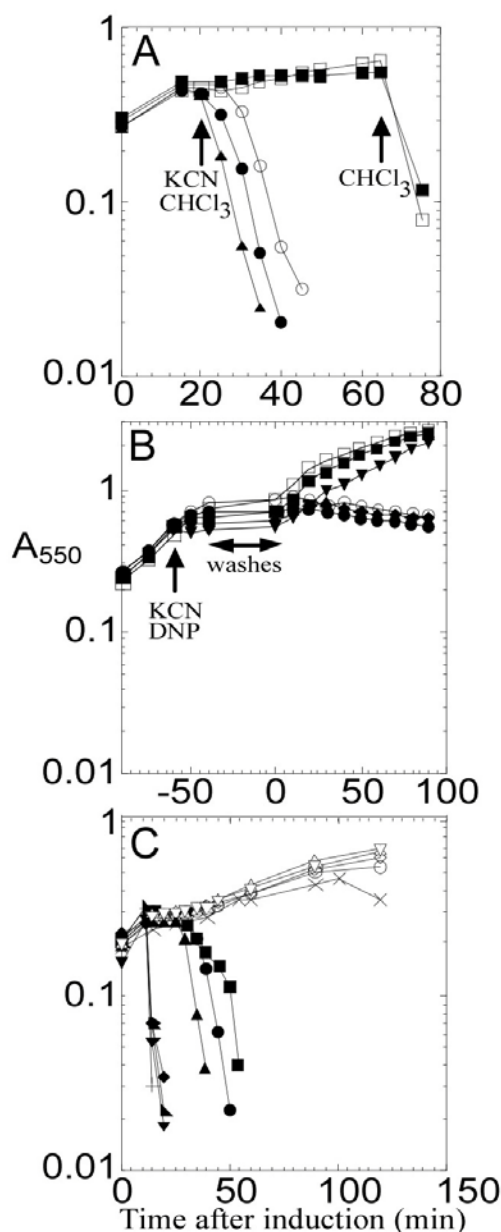 A
1
0.1
0.01
KCN
CHCl3
CHCl3
0 20 40 60 80
B
1
0.1
0.01
A550
washes
KCN
DNP
-50 0 50 100
C
1
0.1
0.01
0 50 100 150
Time after induction (min)